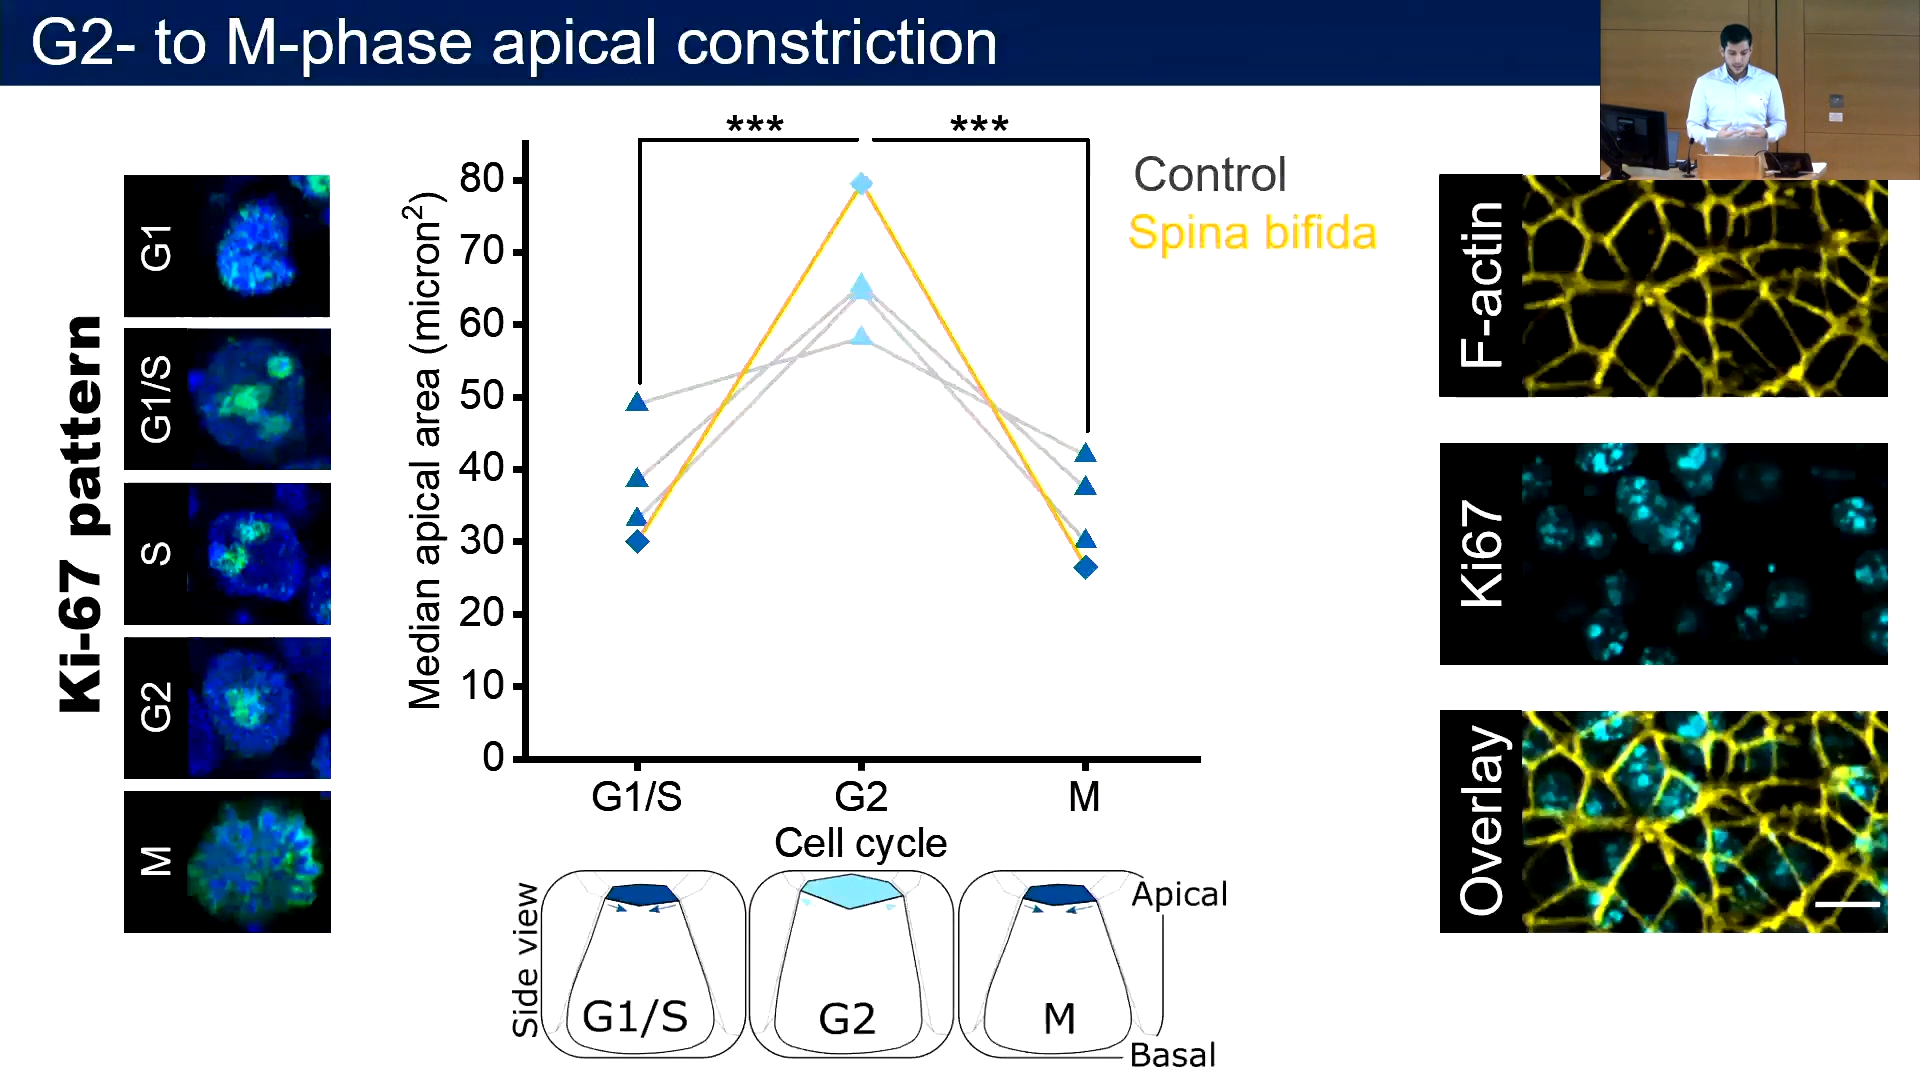 G2- to M-phase apical constriction
Ki-67 pattern
G1
G1/S
S
G2
M
***
***
Median apical area (micron²)
80
70
60
50
40
30
20
10
0
G1/S
G2
M
Cell cycle
Control
Spina bifida
Side view
G1/S
G2
M
Apical
Basal
F-actin
Ki67
Overlay